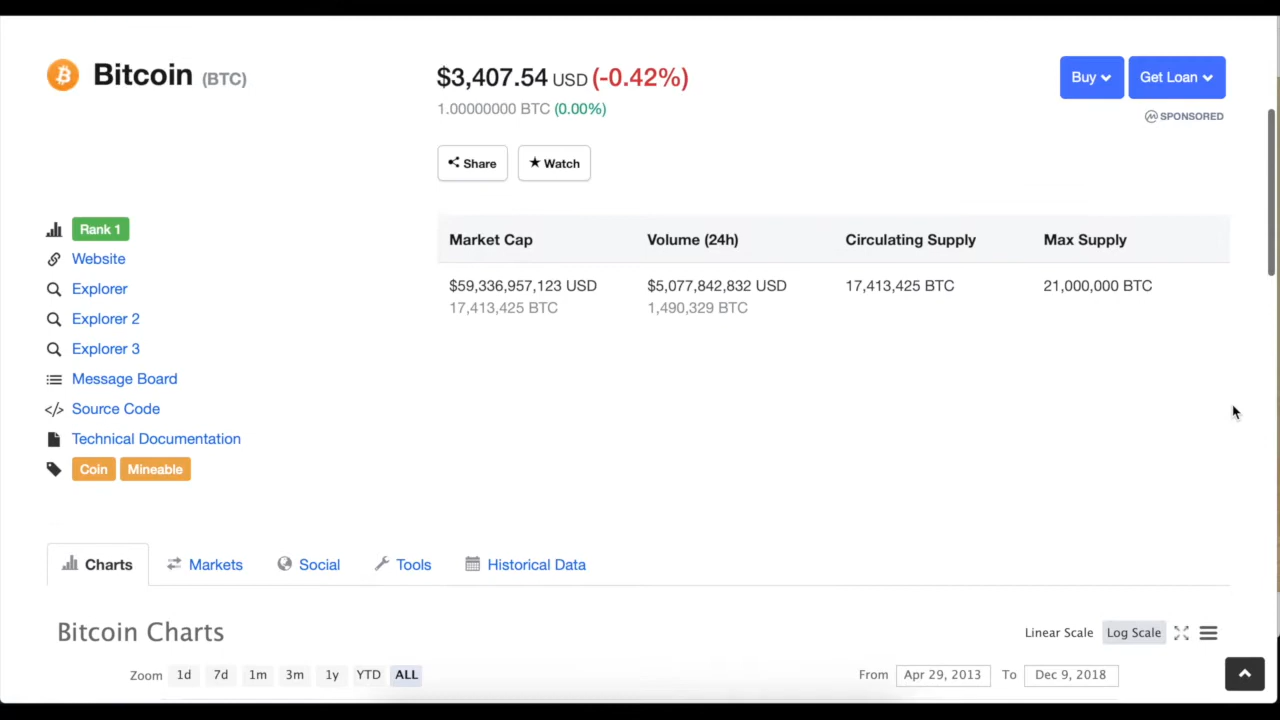 Bitcoin (BTC)
$3,407.54 USD (-0.42%)
1.00000000 BTC (0.00%)
Buy
Get Loan
SPONSORED
Share
Watch
Rank 1
Website
Explorer
Explorer 2
Explorer 3
Message Board
Source Code
Technical Documentation
Coin Mineable
Market Cap Volume (24h) Circulating Supply Max Supply
$59,336,957,123 USD $5,077,842,832 USD 17,413,425 BTC 21,000,000 BTC
17,413,425 BTC 1,490,329 BTC
Charts Markets Social Tools Historical Data
Bitcoin Charts
Linear Scale Log Scale
Zoom 1d 7d 1m 3m 1y YTD ALL
From Apr 29, 2013 To Dec 9, 2018